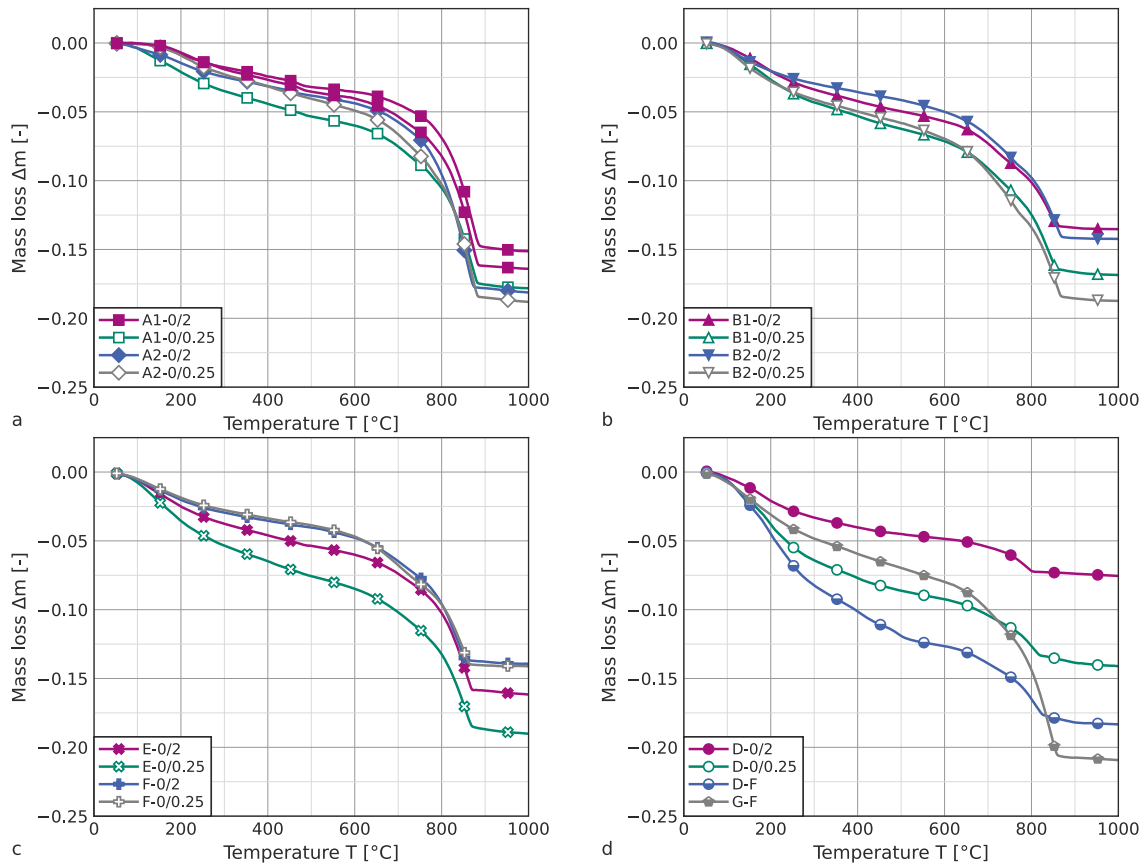 0.00
−0.05
−0.10
−0.15
−0.20
−0.25
Mass loss Δm [-]
A1-0/2
A1-0/0.25
A2-0/2
A2-0/0.25
0 200 400 600 800 1000
Temperature T [°C]
a
0.00
−0.05
−0.10
−0.15
−0.20
−0.25
Mass loss Δm [-]
B1-0/2
B1-0/0.25
B2-0/2
B2-0/0.25
0 200 400 600 800 1000
Temperature T [°C]
b
0.00
−0.05
−0.10
−0.15
−0.20
−0.25
Mass loss Δm [-]
E-0/2
E-0/0.25
F-0/2
F-0/0.25
0 200 400 600 800 1000
Temperature T [°C]
c
0.00
−0.05
−0.10
−0.15
−0.20
−0.25
Mass loss Δm [-]
D-0/2
D-0/0.25
D-F
G-F
0 200 400 600 800 1000
Temperature T [°C]
d